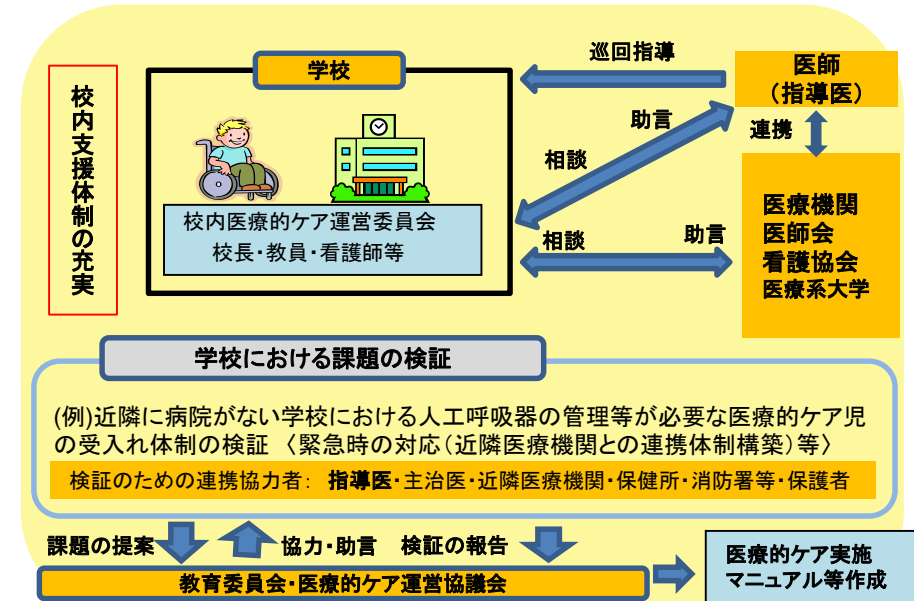 校内支援体制の充実
学校
校内医療的ケア運営委員会
校長・教員・看護師等
巡回指導
助言
相談
相談
助言
医師
(指導医)
連携
医療機関
医師会
看護協会
医療系大学
学校における課題の検証
(例)近隣に病院がない学校における人工呼吸器の管理等が必要な医療的ケア児
の受入れ体制の検証 〈緊急時の対応(近隣医療機関との連携体制構築)等〉
検証のための連携協力者: 指導医・主治医・近隣医療機関・保健所・消防署等・保護者
課題の提案
協力・助言
検証の報告
教育委員会・医療的ケア運営協議会
医療的ケア実施
マニュアル等作成